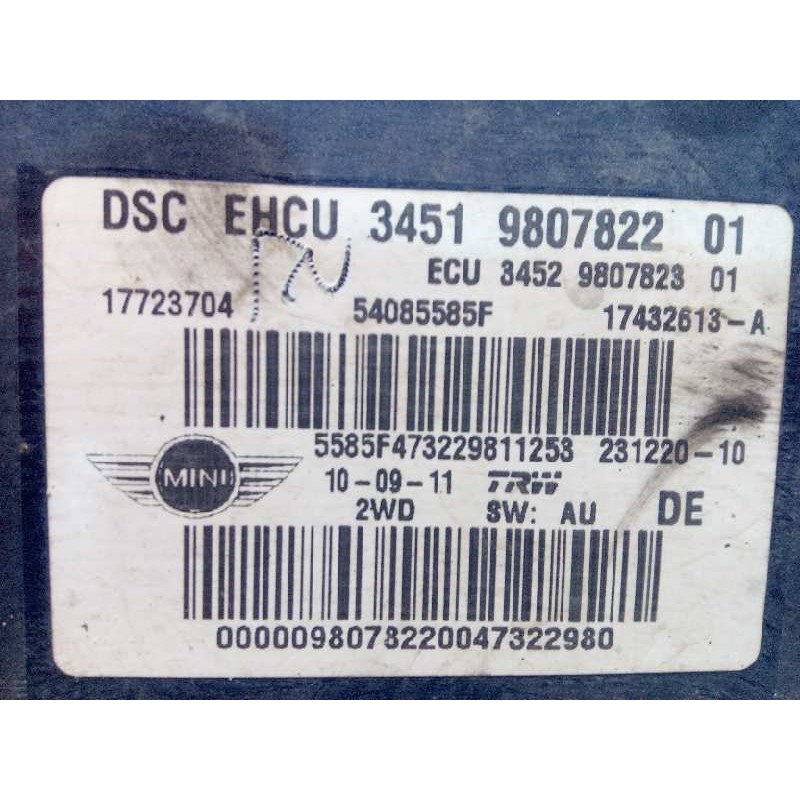 DSC EHCU 3451 9807822 01
ECU 3452 9807823 01
17723704 54085585F 17432613-A
5585F473229811253 231220-10
MINI 10-09-11 TRW
2WD SW: AU DE
0000098078220047322980